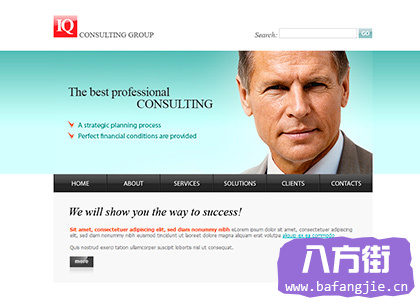 IQ CONSULTING GROUP
Search: GO
The best professional
CONSULTING
A strategic planning process
Perfect financial conditions are provided
HOME ABOUT SERVICES SOLUTIONS CLIENTS CONTACTS
We will show you the way to success!
Sit amet, consectetuer adipiscing elit, sed diam nonummy nibh eLorem ipsum dolor sit amet, consectetuer adipiscing
elit, sed diam nonummy nibh euismod tincidunt ut laoreet dolore magna aliquam erat volutpa aliquip ex ea commodo
Quis nostrud exerci tation ullamcorper suscipit lobortis nisl ut consequat.
more
八方街
www.bafangjie.cn